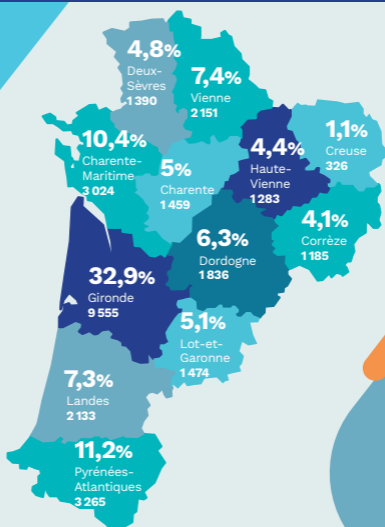 4,8%
Deux-
Sèvres
1 390
7,4%
Vienne
2 151
10,4%
Charente-
Maritime
3 024
5%
Charente
1 459
4,4%
Haute-
Vienne
1 283
1,1%
Creuse
326
4,1%
Corrèze
1 185
6,3%
Dordogne
1 836
32,9%
Gironde
9 555
5,1%
Lot-et-
Garonne
1 474
7,3%
Landes
2 133
11,2%
Pyrénées-
Atlantiques
3 265